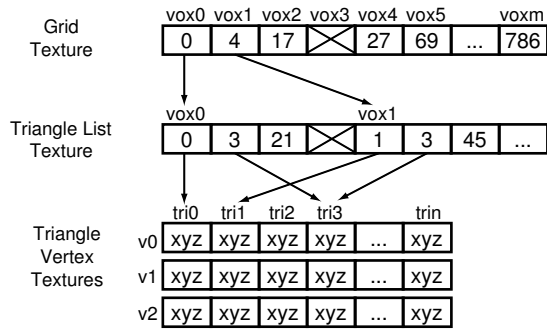 vox0 vox1 vox2 vox3 vox4 vox5 voxm
Grid Texture
0 4 17 27 69 ... 786
vox0 vox1
Triangle List Texture
0 3 21 1 3 45 ...
tri0 tri1 tri2 tri3 trin
Triangle Vertex Textures
v0 xyz xyz xyz xyz ... xyz
v1 xyz xyz xyz xyz ... xyz
v2 xyz xyz xyz xyz ... xyz